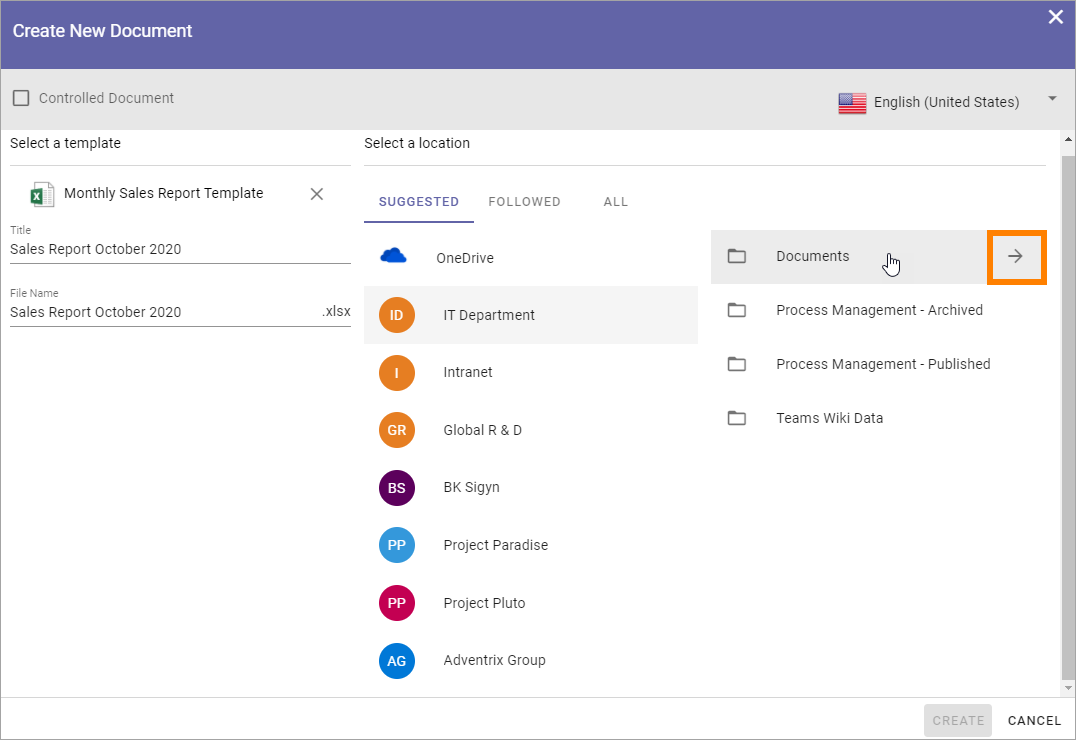 Create New Document
Controlled Document
English (United States)
Select a template
Select a location
Monthly Sales Report Template
Title
Sales Report October 2020
File Name
Sales Report October 2020 .xlsx
SUGGESTED FOLLOWED ALL
OneDrive
ID IT Department
I Intranet
GR Global R & D
BS BK Sigyn
PP Project Paradise
PP Project Pluto
AG Adventrix Group
Documents
Process Management - Archived
Process Management - Published
Teams Wiki Data
CREATE CANCEL